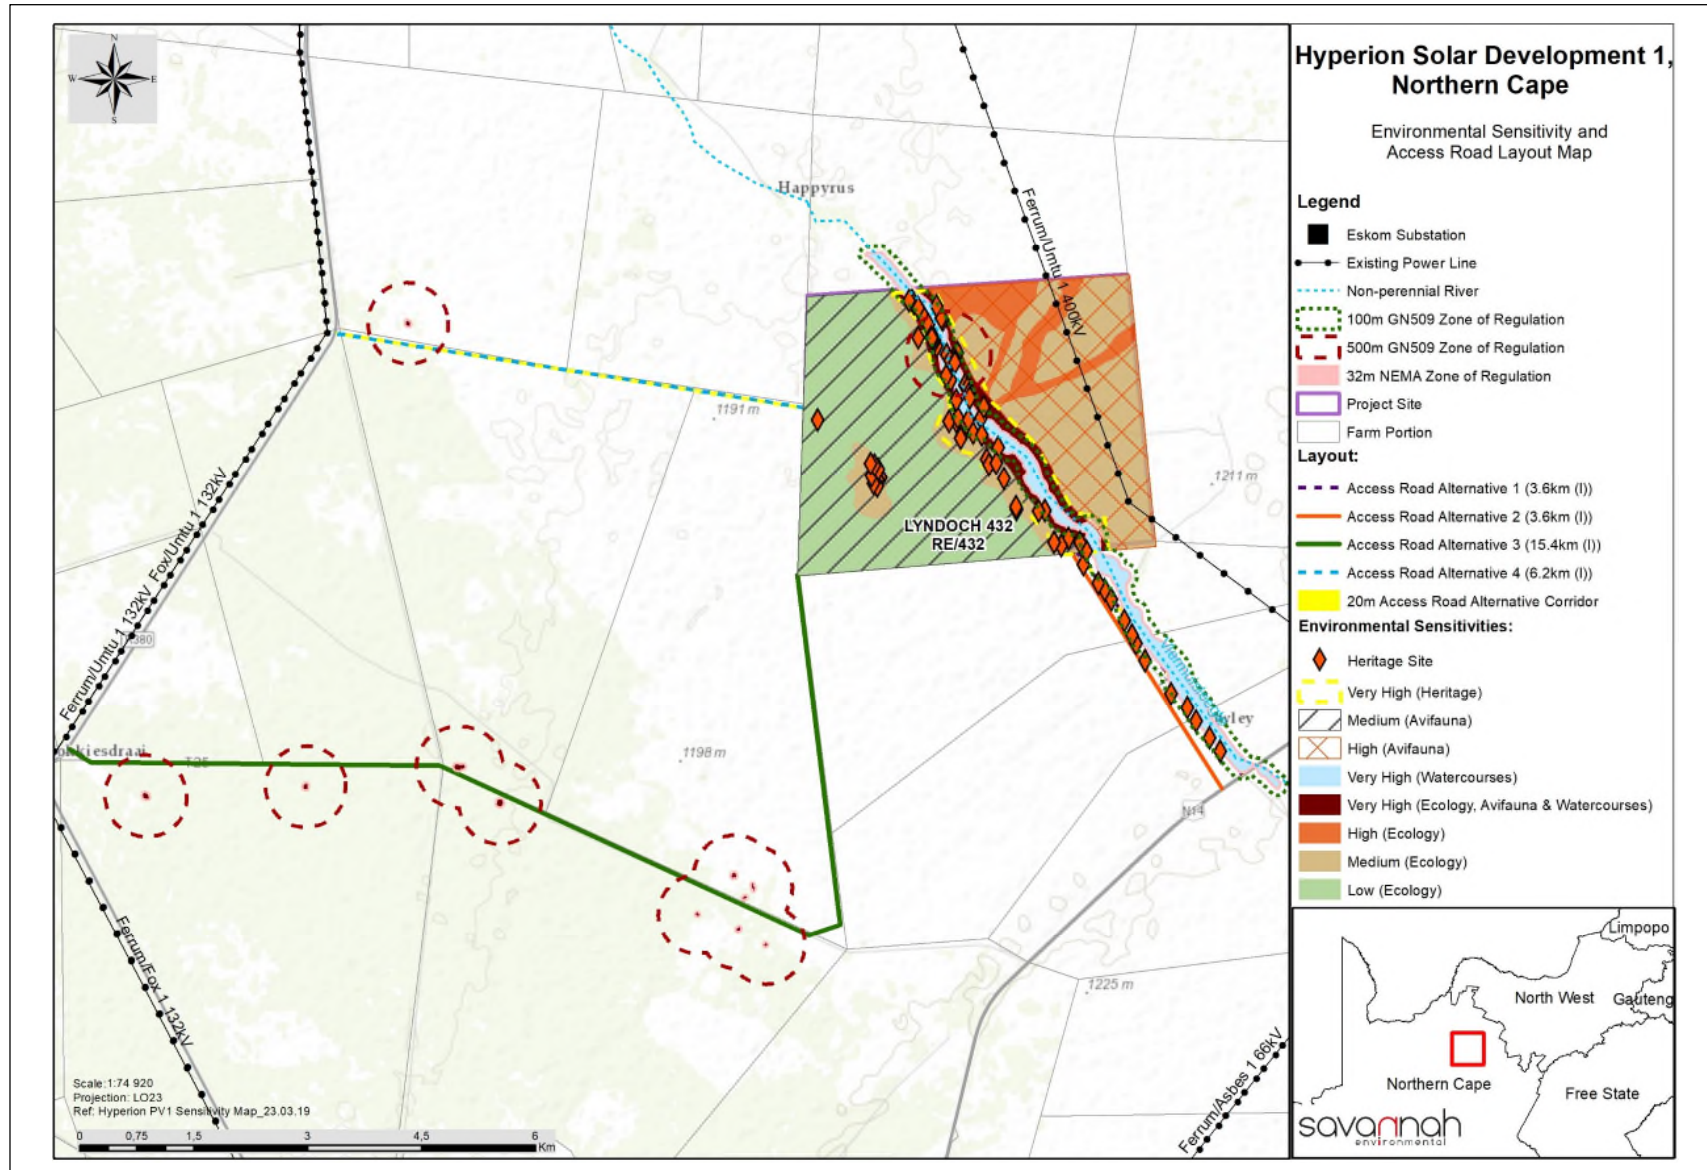 N
W
E
S
Happyrus
Ferrum/Umtu 1 400kV
1191 m
1211 m
LYNDOCH 432
RE/432
Fox/Umtu 1 132kV
Ferrum/Umtu 1 132kV
1198 m
N14
1225 m
Ferrum/Fox 1 132kV
Ferrum/Asbes 1 66kV
Scale:1:74 920
Projection: LO23
Ref: Hyperion PV1 Sensitivity Map_23.03.19
0 0,75 1,5 3 4,5 6
Km
Hyperion Solar Development 1,
Northern Cape
Environmental Sensitivity and
Access Road Layout Map
Legend
Eskom Substation
Existing Power Line
Non-perennial River
100m GN509 Zone of Regulation
500m GN509 Zone of Regulation
32m NEMA Zone of Regulation
Project Site
Farm Portion
Layout:
Access Road Alternative 1 (3.6km (l))
Access Road Alternative 2 (3.6km (l))
Access Road Alternative 3 (15.4km (l))
Access Road Alternative 4 (6.2km (l))
20m Access Road Alternative Corridor
Environmental Sensitivities:
Heritage Site
Very High (Heritage)
Medium (Avifauna)
High (Avifauna)
Very High (Watercourses)
Very High (Ecology, Avifauna & Watercourses)
High (Ecology)
Medium (Ecology)
Low (Ecology)
Limpopo
North West
Gauteng
Northern Cape
Free State
savannah
environmental